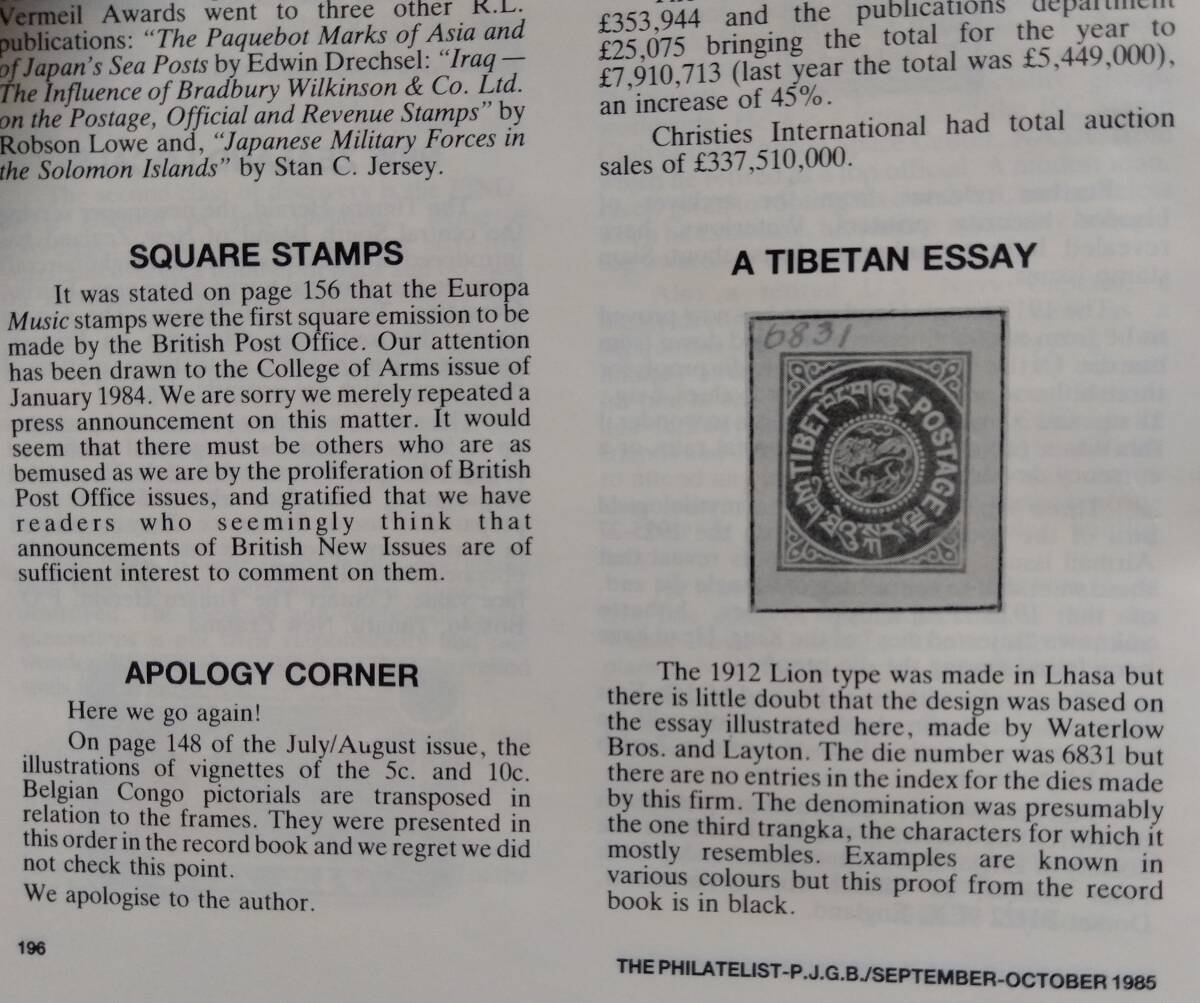 Vermeil Awards went to three other R.L.
publications: “The Paquebot Marks of Asia and
of Japan’s Sea Posts by Edwin Drechsel: “Iraq —
The Influence of Bradbury Wilkinson & Co. Ltd.
on the Postage, Official and Revenue Stamps” by
Robson Lowe and, “Japanese Military Forces in
the Solomon Islands” by Stan C. Jersey.
SQUARE STAMPS
It was stated on page 156 that the Europa
Music stamps were the first square emission to be
made by the British Post Office. Our attention
has been drawn to the College of Arms issue of
January 1984. We are sorry we merely repeated a
press announcement on this matter. It would
seem that there must be others who are as
bemused as we are by the proliferation of British
Post Office issues, and gratified that we have
readers who seemingly think that
announcements of British New Issues are of
sufficient interest to comment on them.
APOLOGY CORNER
Here we go again!
On page 148 of the July/August issue, the
illustrations of vignettes of the 5c. and 10c.
Belgian Congo pictorials are transposed in
relation to the frames. They were presented in
this order in the record book and we regret we did
not check this point.
We apologise to the author.
196
£353,944 and the publications department
£25,075 bringing the total for the year to
£7,910,713 (last year the total was £5,449,000),
an increase of 45%.
Christies International had total auction
sales of £337,510,000.
A TIBETAN ESSAY
6831
TIBET
POSTAGE
The 1912 Lion type was made in Lhasa but
there is little doubt that the design was based on
the essay illustrated here, made by Waterlow
Bros. and Layton. The die number was 6831 but
there are no entries in the index for the dies made
by this firm. The denomination was presumably
the one third trangka, the characters for which it
mostly resembles. Examples are known in
various colours but this proof from the record
book is in black.
THE PHILATELIST-P.J.G.B./SEPTEMBER-OCTOBER 1985